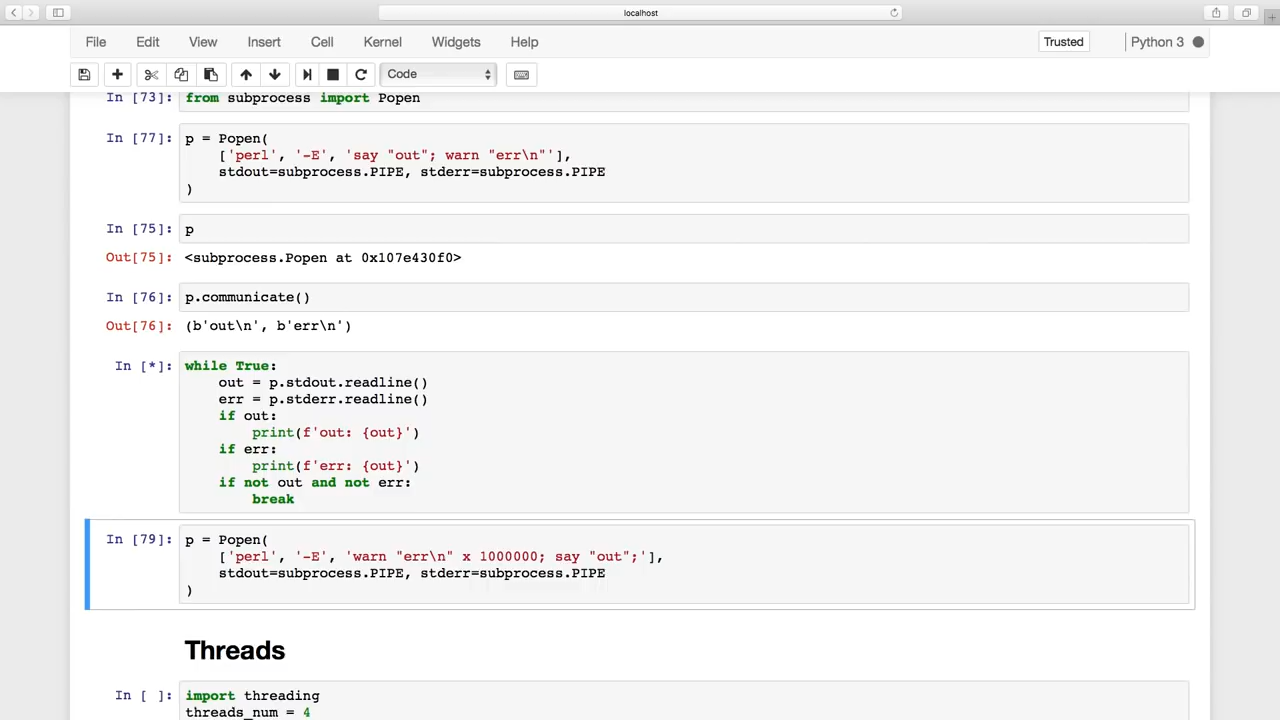 localhost
File Edit View Insert Cell Kernel Widgets Help Trusted Python 3
Code
In [73]: from subprocess import Popen
In [77]: p = Popen(
['perl', '-E', 'say "out"; warn "err\n"'],
stdout=subprocess.PIPE, stderr=subprocess.PIPE
)
In [75]: p
Out[75]: <subprocess.Popen at 0x107e430f0>
In [76]: p.communicate()
Out[76]: (b'out\n', b'err\n')
In [*]: while True:
out = p.stdout.readline()
err = p.stderr.readline()
if out:
print(f'out: {out}')
if err:
print(f'err: {out}')
if not out and not err:
break
In [79]: p = Popen(
['perl', '-E', 'warn "err\n" x 1000000; say "out";'],
stdout=subprocess.PIPE, stderr=subprocess.PIPE
)
Threads
In [ ]: import threading
threads_num = 4